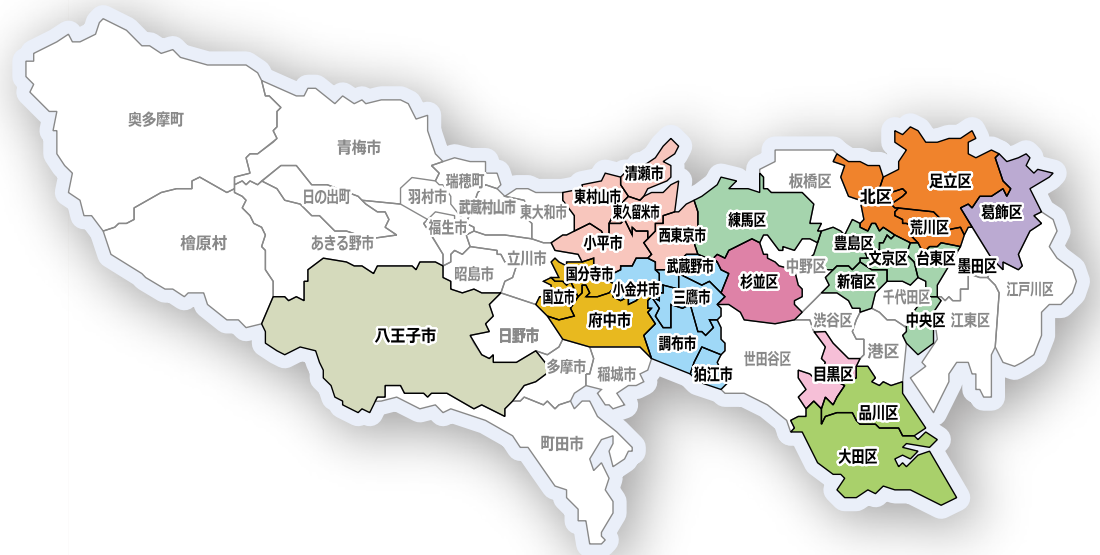 奥多摩町
青梅市
日の出町
檜原村
あきる野市
瑞穂町
羽村市
武蔵村山市
福生市
東大和市
昭島市
立川市
八王子市
日野市
多摩市
稲城市
町田市
清瀬市
東村山市
東久留米市
小平市
西東京市
国分寺市
国立市
小金井市
武蔵野市
府中市
三鷹市
調布市
狛江市
練馬区
板橋区
北区
足立区
荒川区
葛飾区
豊島区
文京区
台東区
墨田区
杉並区
中野区
新宿区
千代田区
江戸川区
渋谷区
中央区
江東区
世田谷区
港区
目黒区
品川区
大田区